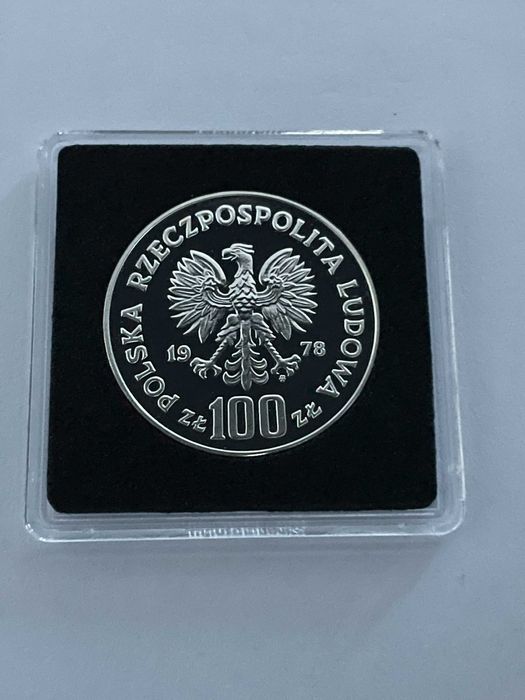 POLSKA RZECZPOSPOLITA LUDOWA
19 78
ZŁ 100 ZŁ